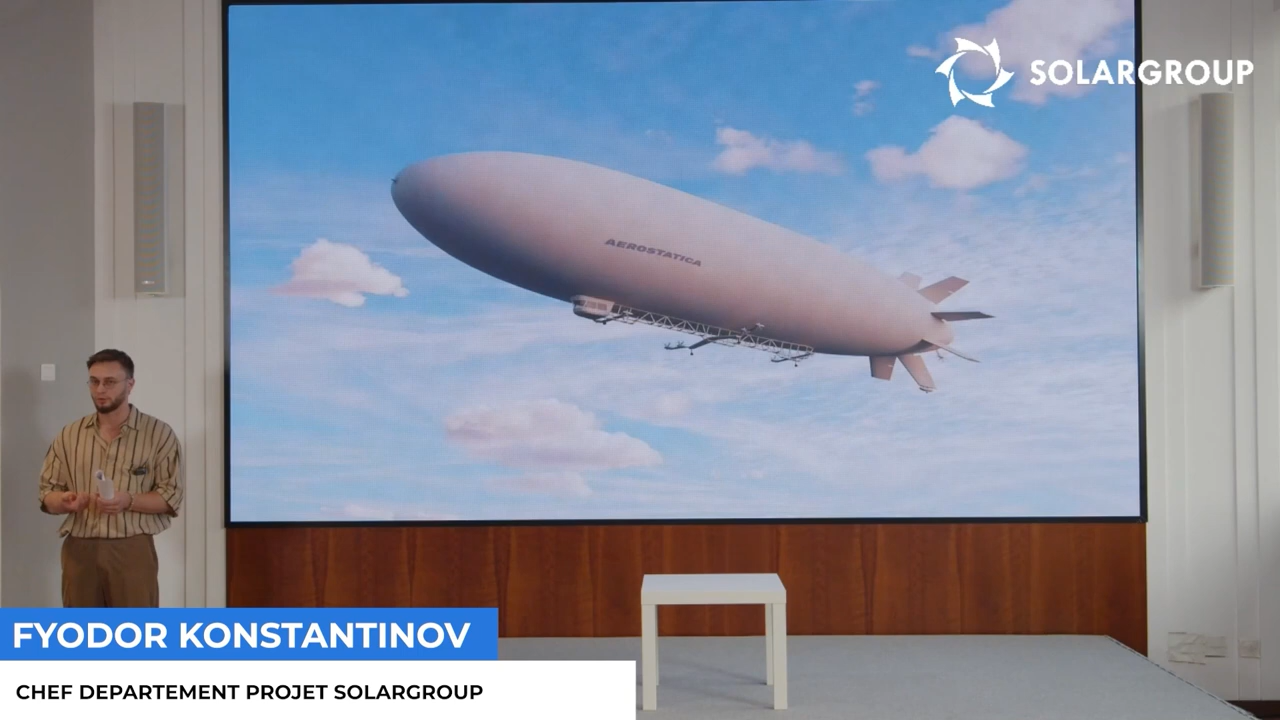 SOLARGROUP
AEROSTATICA
FYODOR KONSTANTINOV
CHEF DEPARTEMENT PROJET SOLARGROUP